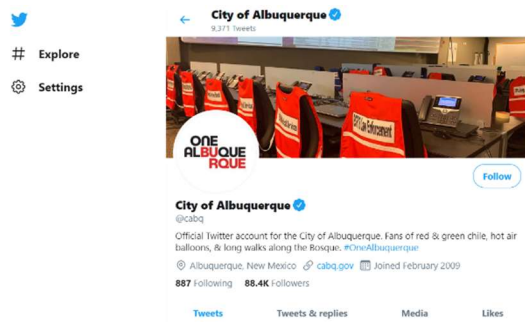 City of Albuquerque
9,371 Tweets
Explore
Settings
ONE
ALBUQUE
RQUE
Follow
City of Albuquerque
@cabq
Official Twitter account for the City of Albuquerque. Fans of red & green chile, hot air
balloons, & long walks along the Bosque. #OneAlbuquerque
Albuquerque, New Mexico cabq.gov Joined February 2009
887 Following 88.4K Followers
Tweets Tweets & replies Media Likes